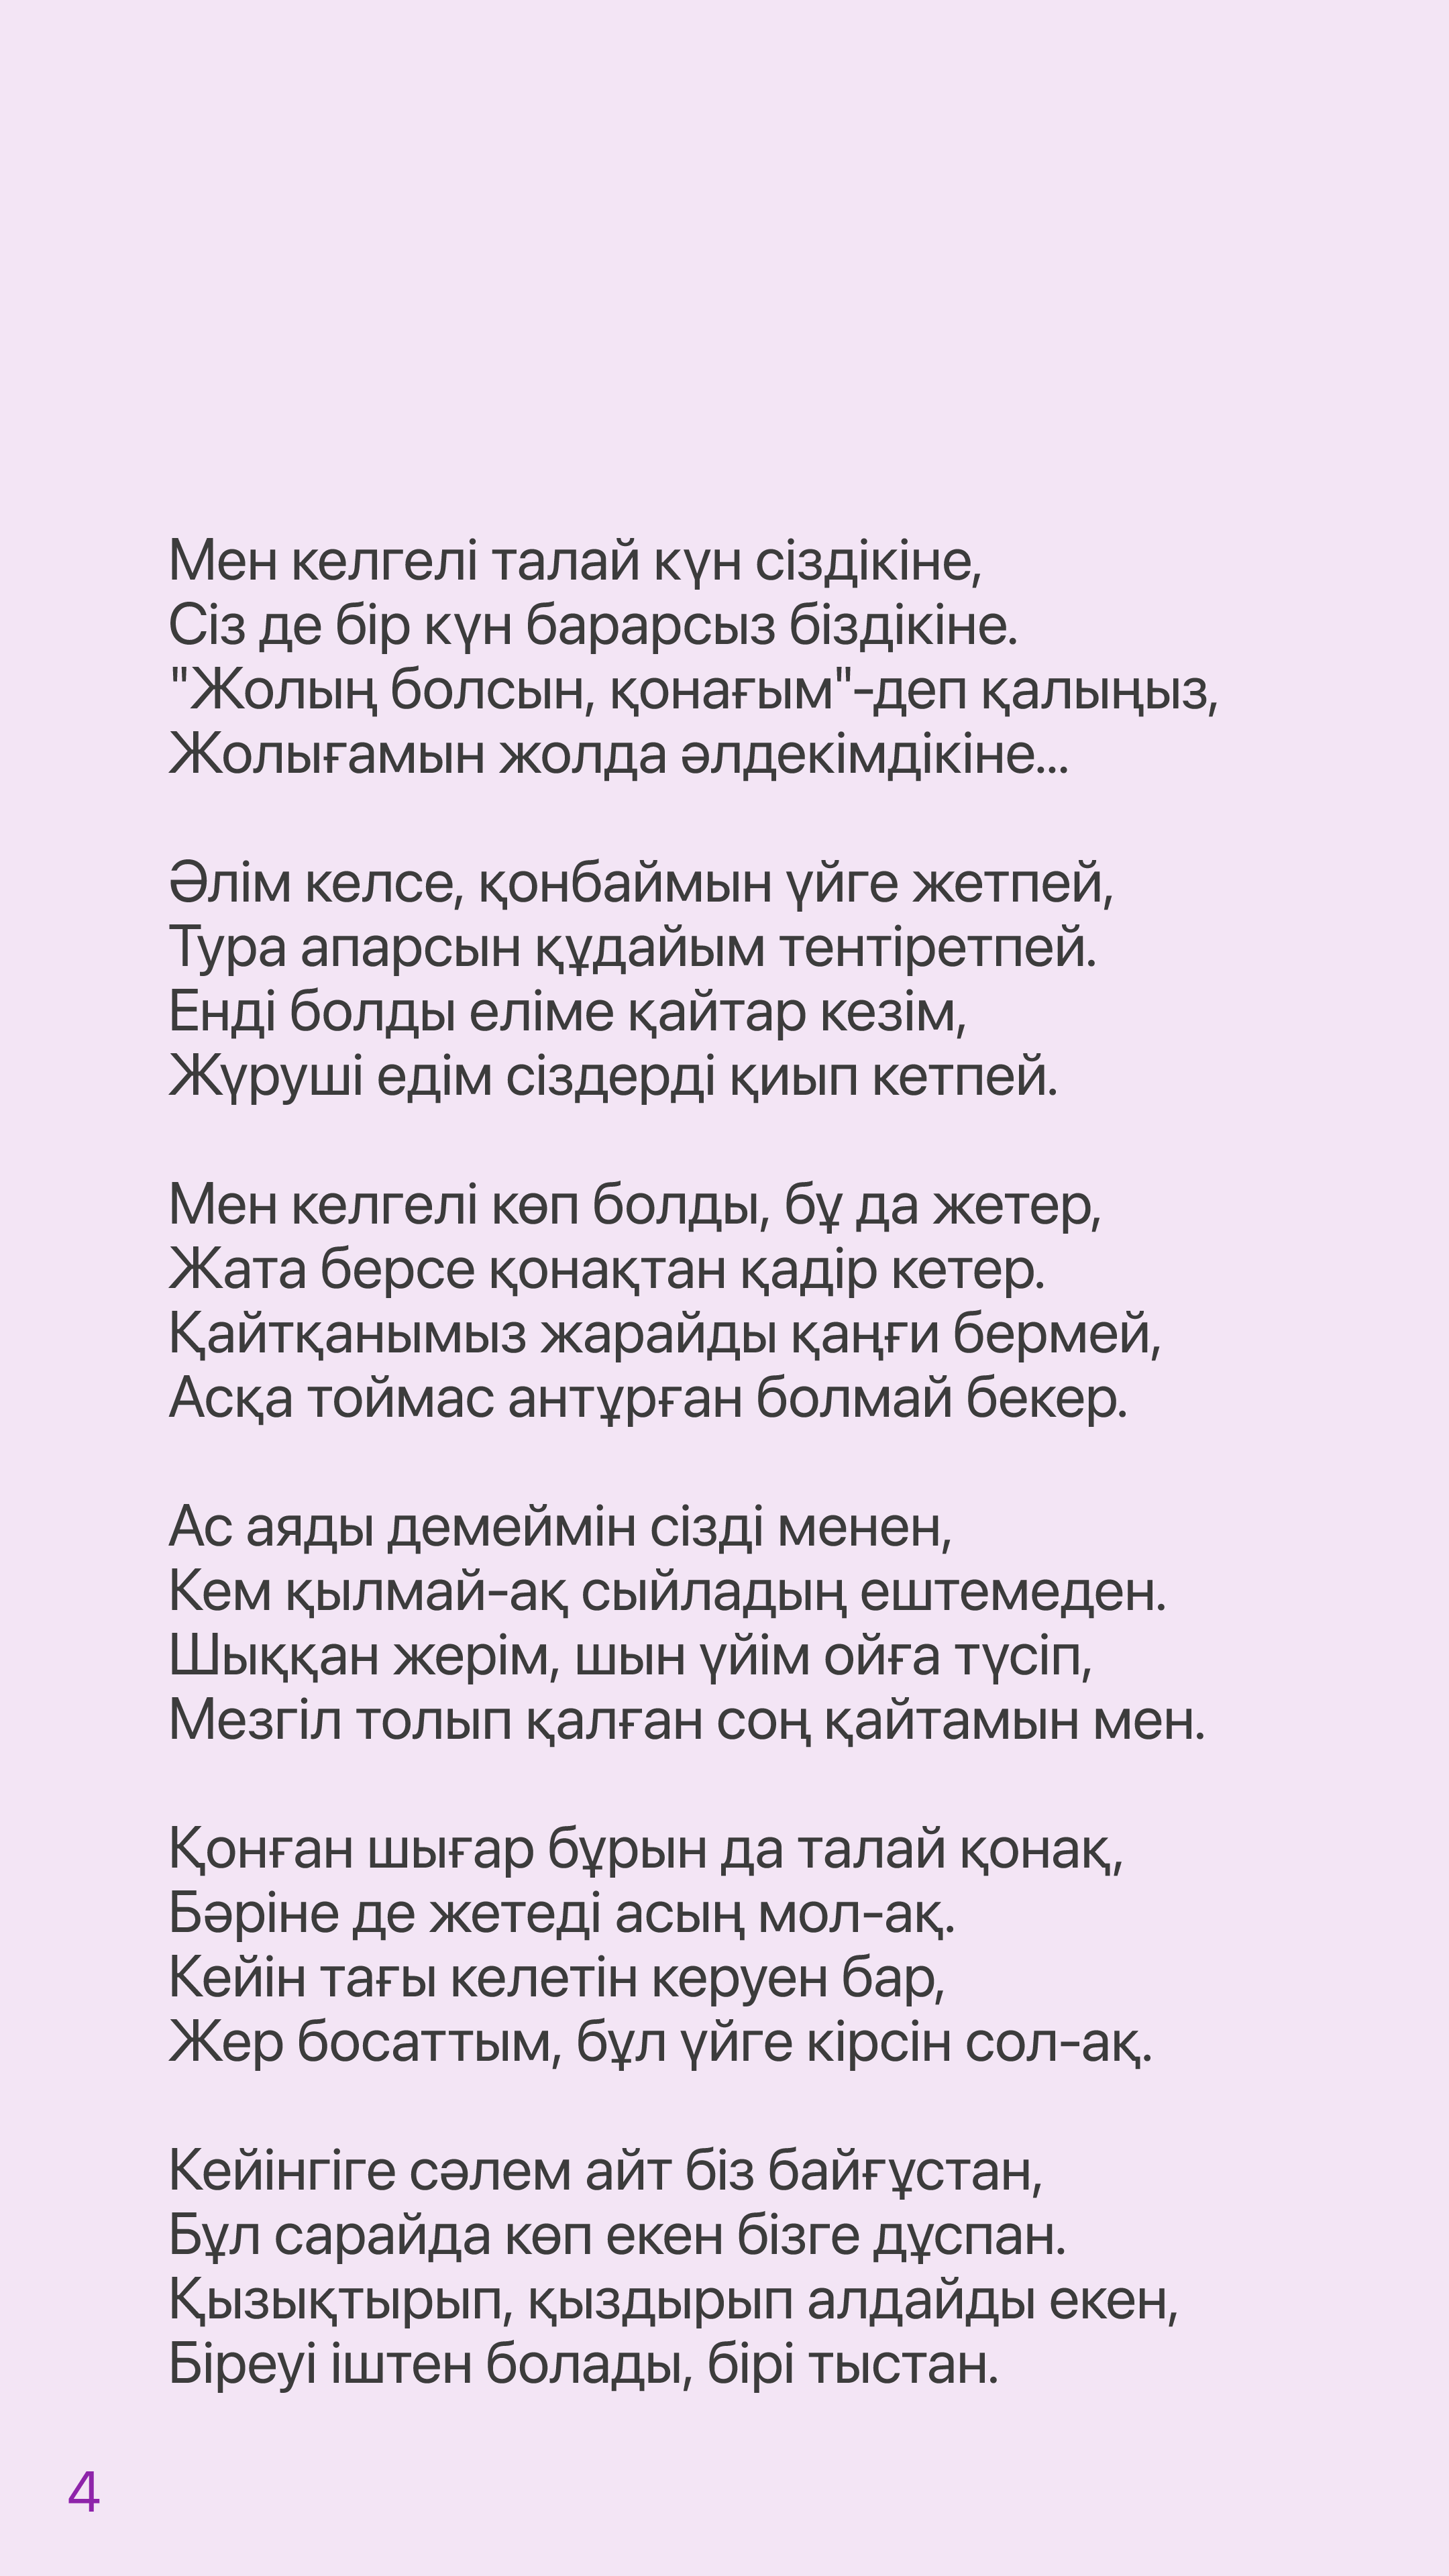 Мен келгелі талай күн сіздікіне,
Сіз де бір күн барарсыз біздікіне.
"Жолың болсын, қонағым"-деп қалыңыз,
Жолығамын жолда әлдекімдікіне...
Әлім келсе, қонбаймын үйге жетпей,
Тура апарсын құдайым тентіретпей.
Енді болды еліме қайтар кезім,
Жүруші едім сіздерді қиып кетпей.
Мен келгелі көп болды, бұ да жетер,
Жата берсе қонақтан қадір кетер.
Қайтқанымыз жарайды қаңғи бермей,
Асқа тоймас антұрған болмай бекер.
Ас аяды демеймін сізді менен,
Кем қылмай-ақ сыйладың ештемеден.
Шыққан жерім, шын үйім ойға түсіп,
Мезгіл толып қалған соң қайтамын мен.
Қонған шығар бұрын да талай қонақ,
Бәріне де жетеді асың мол-ақ.
Кейін тағы келетін керуен бар,
Жер босаттым, бұл үйге кірсін сол-ақ.
Кейінгіге сәлем айт біз байғұстан,
Бұл сарайда көп екен бізге дұспан.
Қызықтырып, қыздырып алдайды екен,
Біреуі іштен болады, бірі тыстан.
4